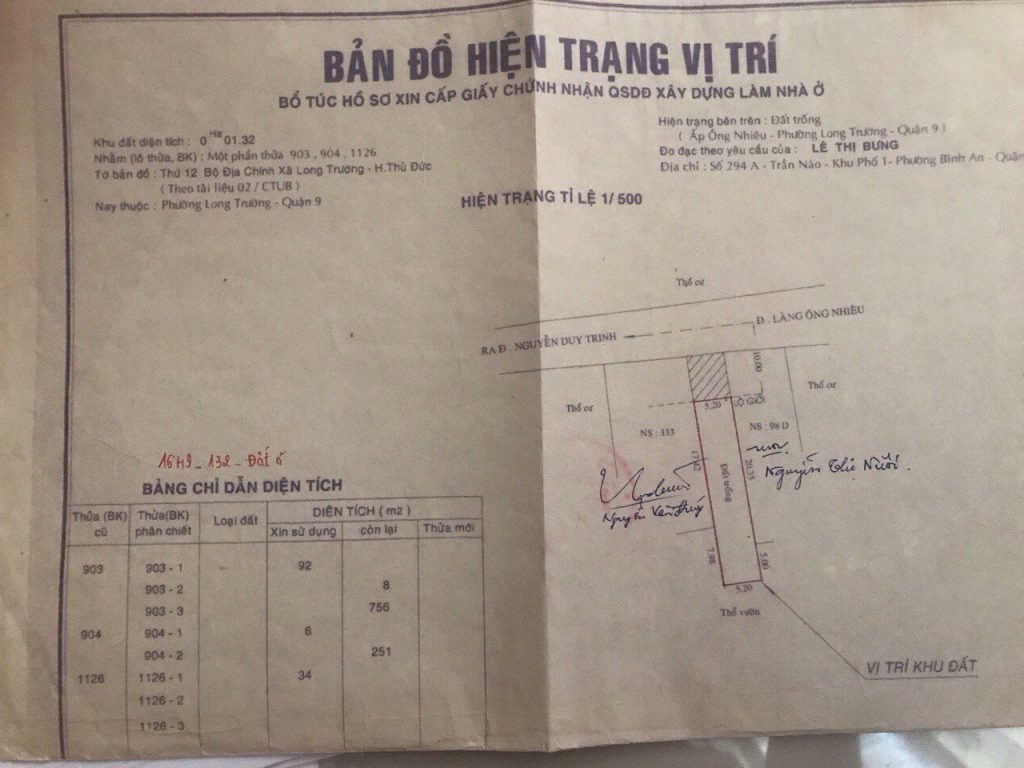 BẢN ĐỒ HIỆN TRẠNG VỊ TRÍ
BỔ TÚC HỒ SƠ XIN CẤP GIẤY CHỨNH NHẬN QSDĐ XÂY DỰNG LÀM NHÀ Ở
Khu đất diện tích : 0 Ha 01.32
Nhằm (lô thửa, BK) : Một phần thửa 903 , 904 , 1126
Tờ bản đồ : Thứ 12 Bộ Địa Chính Xã Long Trường - H.Thủ Đức
( Theo tài liệu 02 / CTUB )
Nay thuộc : Phường Long Trường - Quận 9
Hiện trạng bên trên : Đất trống
( Ấp Ông Nhiêu - Phường Long Trường - Quận 9 )
Đo đạc theo yêu cầu của : LÊ THỊ BƯNG
Địa chỉ : Số 294 A - Trần Não - Khu Phố 1- Phường Bình An - Quận
HIỆN TRẠNG TỈ LỆ 1/ 500
Thổ cư
Đ . LÀNG ÔNG NHIÊU
RA Đ . NGUYỄN DUY TRINH
10.00
Thổ cư
Thổ cư
5.20
LỘ GIỚI
NS : 333
NS : 98 D
17.42
Đất ruộng
20.35
Nguyễn Thị Nưỡi .
Nguyễn Văn Thuý
7.98
5.00
5.20
Thổ vườn
VỊ TRÍ KHU ĐẤT
16H9 - 132 - Đất ở
BẢNG CHỈ DẪN DIỆN TÍCH
Thửa (BK) cũ
Thửa(BK) phân chiết
Loại đất
DIỆN TÍCH ( m2 )
Xin sử dụng
còn lại
Thửa mới
903
903 - 1
92
903 - 2
8
903 - 3
756
904
904 - 1
6
904 - 2
251
1126
1126 - 1
34
1126 - 2
1126 - 3